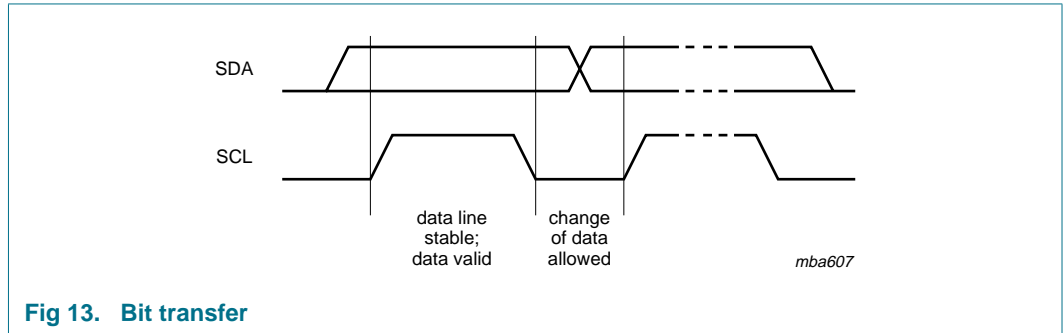 SDA
SCL
data line
stable;
data valid
change
of data
allowed
mba607
Fig 13. Bit transfer